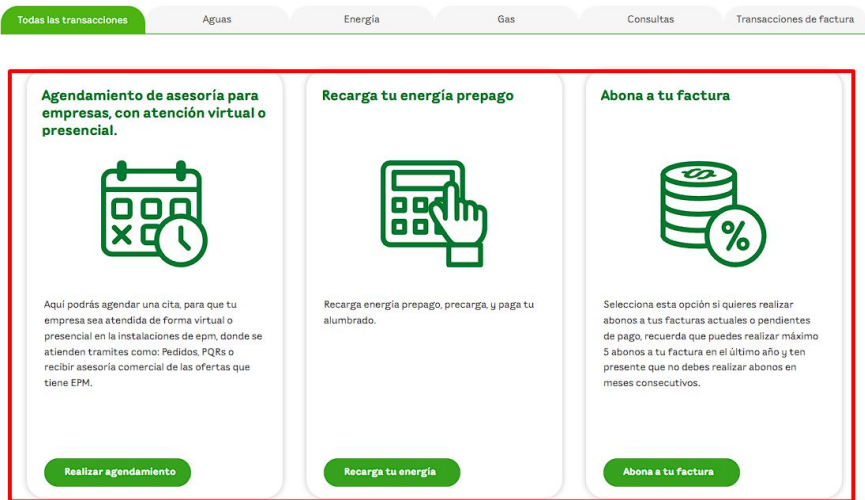 Todas las transacciones
Aguas
Energía
Gas
Consultas
Transacciones de factura
Agendamiento de asesoría para
empresas, con atención virtual o
presencial.
Aquí podrás agendar una cita, para que tu
empresa sea atendida de forma virtual o
presencial en la instalaciones de epm, donde se
atienden tramites como: Pedidos, PQRs o
recibir asesoría comercial de las ofertas que
tiene EPM.
Realizar agendamiento
Recarga tu energía prepago
Recarga energía prepago, precarga, y paga tu
alumbrado.
Recarga tu energía
Abona a tu factura
$
%
Selecciona esta opción si quieres realizar
abonos a tus facturas actuales o pendientes
de pago, recuerda que puedes realizar máximo
5 abonos a tu factura en el último año y ten
presente que no debes realizar abonos en
meses consecutivos.
Abona a tu factura